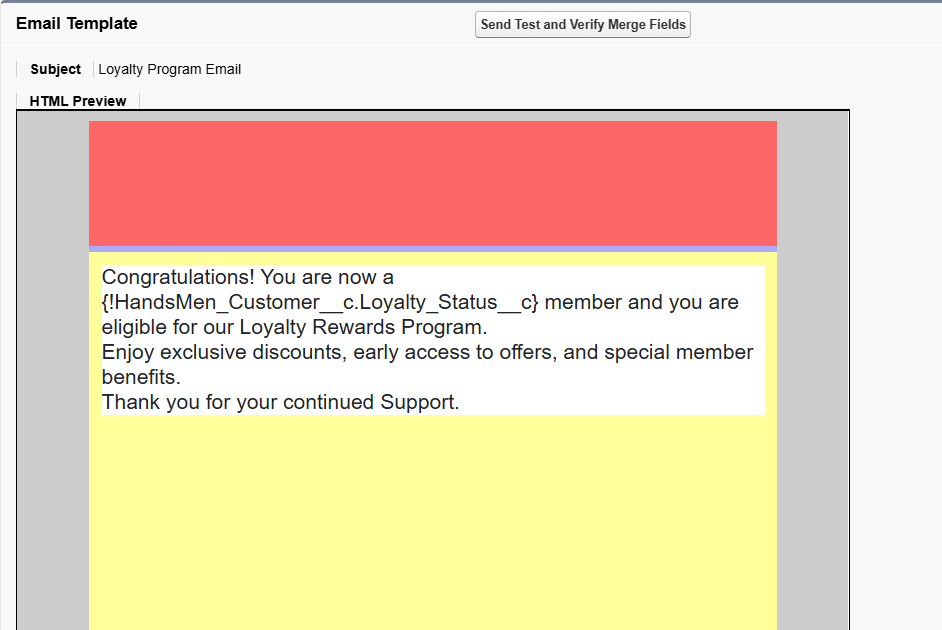 Email Template
Send Test and Verify Merge Fields
Subject
Loyalty Program Email
HTML Preview
Congratulations! You are now a
{!HandsMen_Customer__c.Loyalty_Status__c} member and you are
eligible for our Loyalty Rewards Program.
Enjoy exclusive discounts, early access to offers, and special member
benefits.
Thank you for your continued Support.